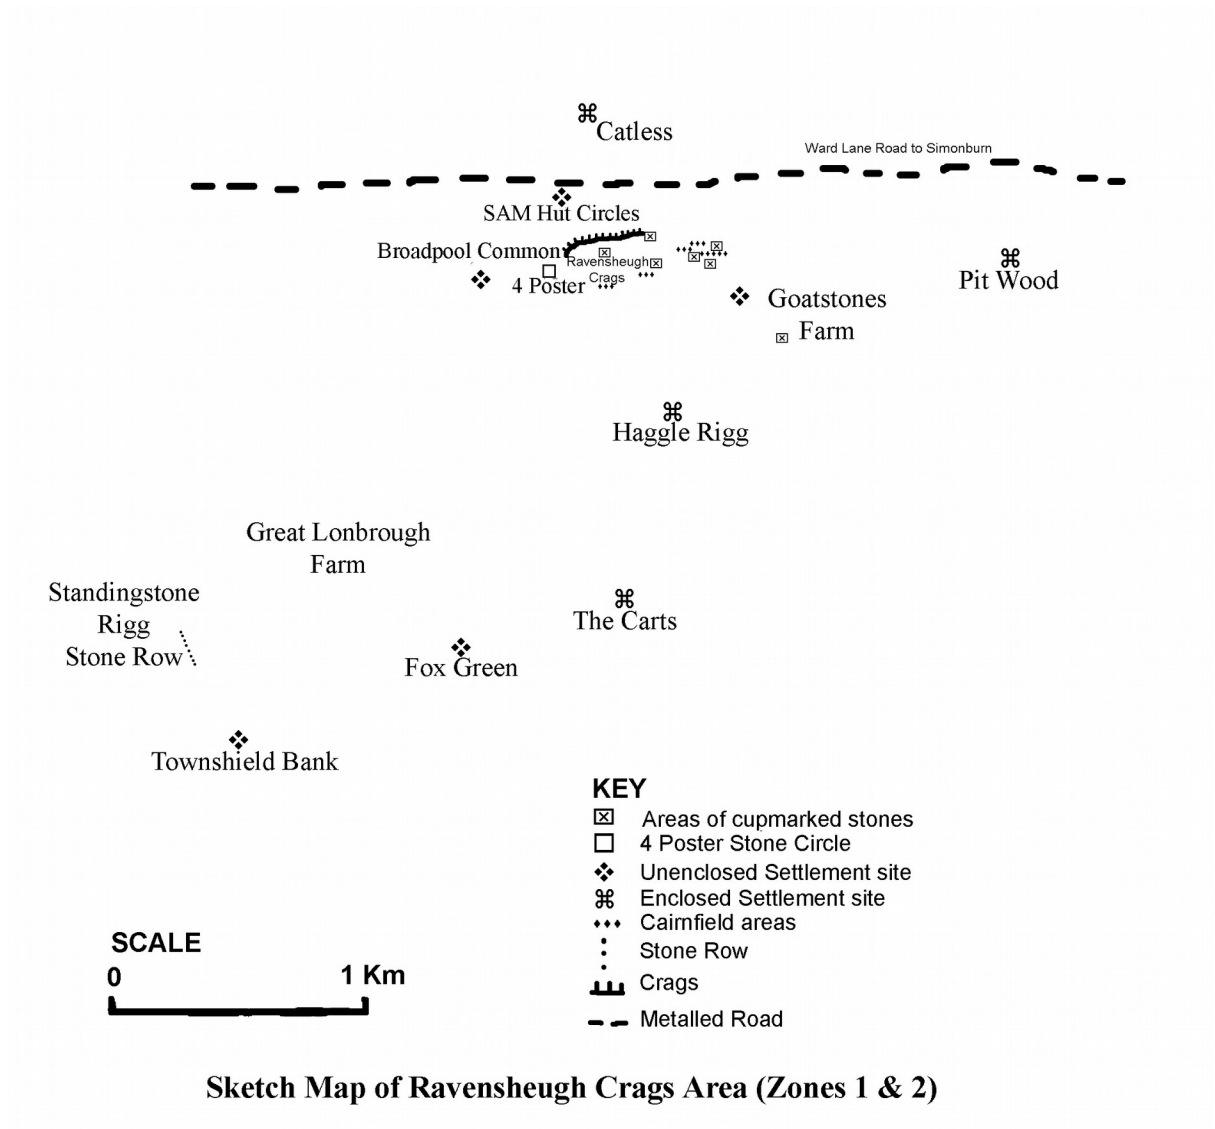 Catless
Ward Lane Road to Simonburn
SAM Hut Circles
Broadpool Common
Ravensheugh
Crags
4 Poster
Goatstones
Farm
Pit Wood
Haggle Rigg
Great Lonbrough
Farm
Standingstone
Rigg
Stone Row
The Carts
Fox Green
Townshield Bank
KEY
Areas of cupmarked stones
4 Poster Stone Circle
Unenclosed Settlement site
Enclosed Settlement site
Cairnfield areas
Stone Row
Crags
Metalled Road
SCALE
0 1 Km
Sketch Map of Ravensheugh Crags Area (Zones 1 & 2)